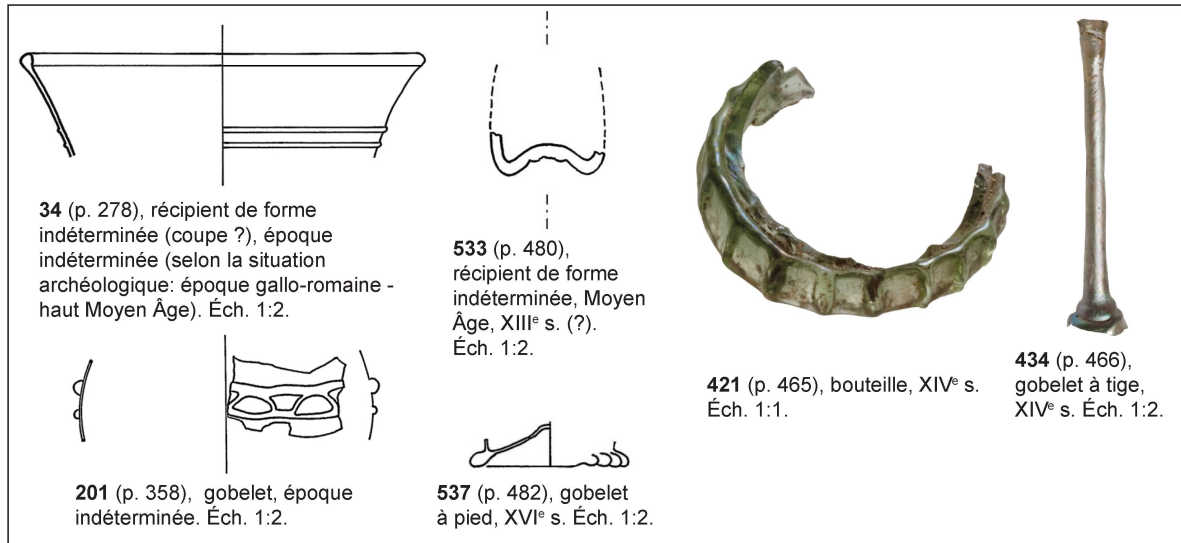 34 (p. 278), récipient de forme
indéterminée (coupe ?), époque
indéterminée (selon la situation
archéologique: époque gallo-romaine -
haut Moyen Âge). Éch. 1:2.
201 (p. 358), gobelet, époque
indéterminée. Éch. 1:2.
533 (p. 480),
récipient de forme
indéterminée, Moyen
Âge, XIIIe s. (?).
Éch. 1:2.
537 (p. 482), gobelet
à pied, XVIe s. Éch. 1:2.
421 (p. 465), bouteille, XIVe s.
Éch. 1:1.
434 (p. 466),
gobelet à tige,
XIVe s. Éch. 1:2.